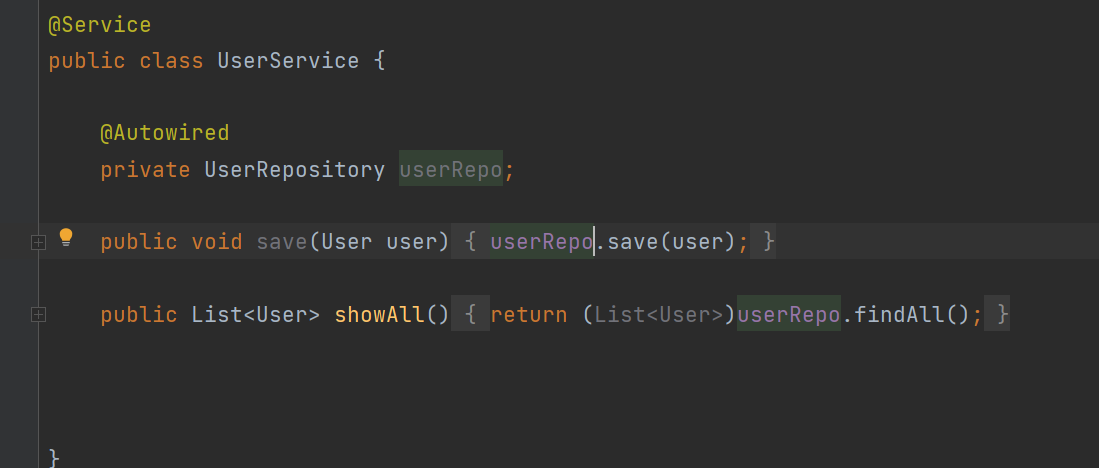 @Service
public class UserService {
@Autowired
private UserRepository userRepo;
public void save(User user) { userRepo.save(user); }
public List<User> showAll() { return (List<User>)userRepo.findAll(); }
}